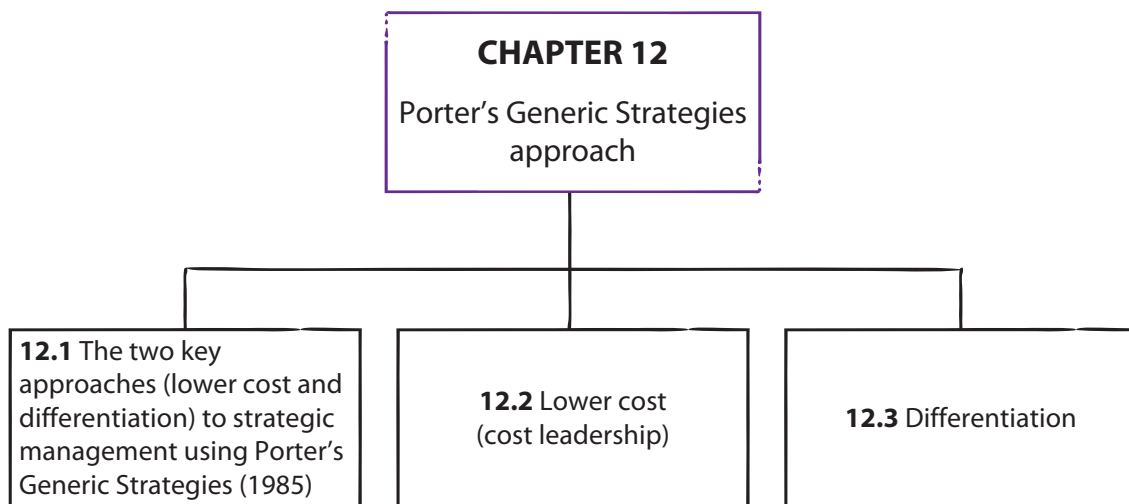 CHAPTER 12
Porter’s Generic Strategies
approach
12.1 The two key
approaches (lower cost and
differentiation) to strategic
management using Porter’s
Generic Strategies (1985)
12.2 Lower cost
(cost leadership)
12.3 Differentiation